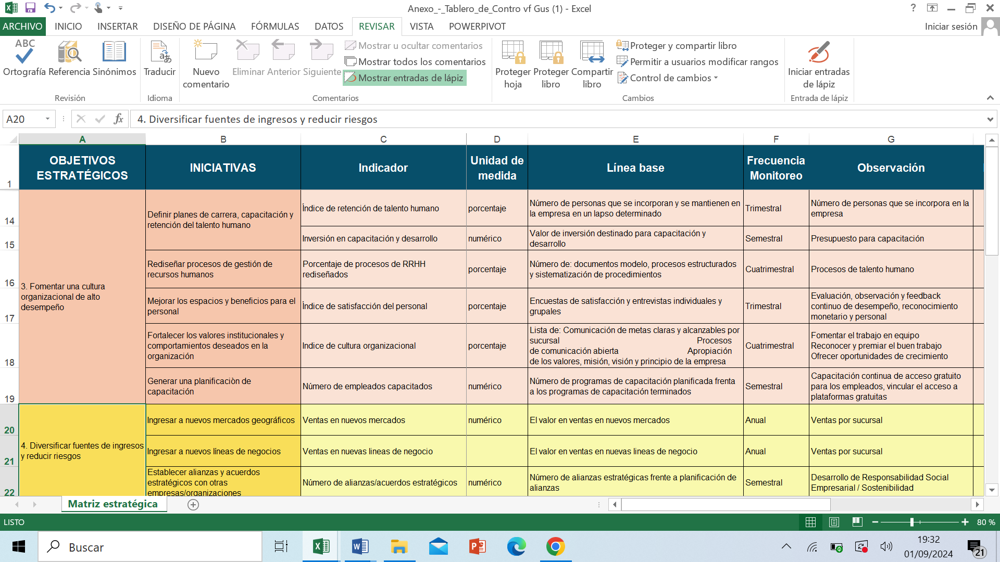 Anexo_-_Tablero_de_Contro vf Gus (1) - Excel
?
ARCHIVO INICIO INSERTAR DISEÑO DE PÁGINA FÓRMULAS DATOS REVISAR VISTA POWERPIVOT
Iniciar sesión
ABC
Ortografía Referencia Sinónimos
Revisión
Traducir
Idioma
Nuevo
comentario
Eliminar Anterior Siguiente
Mostrar u ocultar comentarios
Mostrar todos los comentarios
Mostrar entradas de lápiz
Comentarios
Proteger
hoja
Proteger
libro
Compartir
libro
Proteger y compartir libro
Permitir a usuarios modificar rangos
Control de cambios
Cambios
Iniciar entradas
de lápiz
Entrada de lápiz
A20
fx
4. Diversificar fuentes de ingresos y reducir riesgos
A B C D E F G
1
OBJETIVOS
ESTRATÉGICOS
INICIATIVAS
Indicador
Unidad de
medida
Línea base
Frecuencia
Monitoreo
Observación
3. Fomentar una cultura
organizacional de alto
desempeño
14
Definir planes de carrera, capacitación y
retención del talento humano
Índice de retención de talento humano
porcentaje
Número de personas que se incorporan y se mantienen en
la empresa en un lapso determinado
Trimestral
Número de personas que se incorpora en la
empresa
15
Inversión en capacitación y desarrollo
numérico
Valor de inversión destinado para capacitación y
desarrollo
Semestral
Presupuesto para capacitación
16
Rediseñar procesos de gestión de
recursos humanos
Porcentaje de procesos de RRHH
rediseñados
porcentaje
Número de: documentos modelo, procesos estructurados
y sistematización de procedimientos
Cuatrimestral
Procesos de talento humano
17
Mejorar los espacios y beneficios para el
personal
Índice de satisfacción del personal
porcentaje
Encuestas de satisfacción y entrevistas individuales y
grupales
Trimestral
Evaluación, observación y feedback
continuo de desempeño, reconocimiento
monetario y personal
18
Fortalecer los valores institucionales y
comportamientos deseados en la
organización
Indice de cultura organizacional
porcentaje
Lista de: Comunicación de metas claras y alcanzables por
sucursal Procesos
de comunicación abierta Apropiación
de los valores, misión, visión y principio de la empresa
Cuatrimestral
Fomentar el trabajo en equipo
Reconocer y premiar el buen trabajo
Ofrecer oportunidades de crecimiento
19
Generar una planificaciòn de
capacitación
Número de empleados capacitados
numérico
Número de programas de capacitación planificada frenta
a los programas de capacitación terminados
Semestral
Capacitación continua de acceso gratuito
para los empleados, vincular el acceso a
plataformas gratuitas
4. Diversificar fuentes de ingresos
y reducir riesgos
20
Ingresar a nuevos mercados geográficos
Ventas en nuevos mercados
numérico
El valor en ventas en nuevos mercados
Anual
Ventas por sucursal
21
Ingresar a nuevos líneas de negocios
Ventas en nuevas lineas de negocio
El valor en ventas en nuevas lineas de negocio
Anual
Ventas por sucursal
22
Establecer alianzas y acuerdos
estratégicos con otras
empresas/organizaciones
Número de alianzas/acuerdos estratégicos
numérico
Número de alianzas estratégicas frente a planificación de
alianzas
Semestral
Desarrollo de Responsabilidad Social
Empresarial / Sostenibilidad
Matriz estratégica
LISTO
80 %
Buscar
19:32
01/09/2024
21